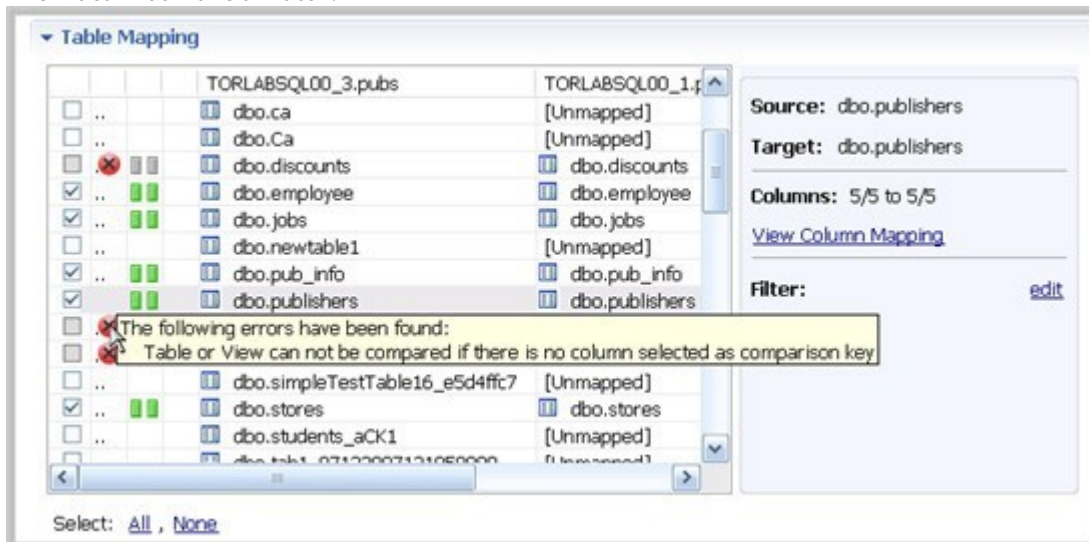 Table Mapping
TORLABSQL00_3.pubs TORLABSQL00_1.p
.. dbo.ca [Unmapped]
.. dbo.Ca [Unmapped]
. dbo.discounts dbo.discounts
.. dbo.employee dbo.employee
.. dbo.jobs dbo.jobs
.. dbo.newtable1 [Unmapped]
.. dbo.pub_info dbo.pub_info
dbo.publishers dbo.publishers
The following errors have been found:
Table or View can not be compared if there is no column selected as comparison key
.. dbo.simpleTestTable16_e5d4ffc7 [Unmapped]
.. dbo.stores dbo.stores
.. dbo.students_aCK1 [Unmapped]
Source: dbo.publishers
Target: dbo.publishers
Columns: 5/5 to 5/5
View Column Mapping
Filter: edit
Select: All , None